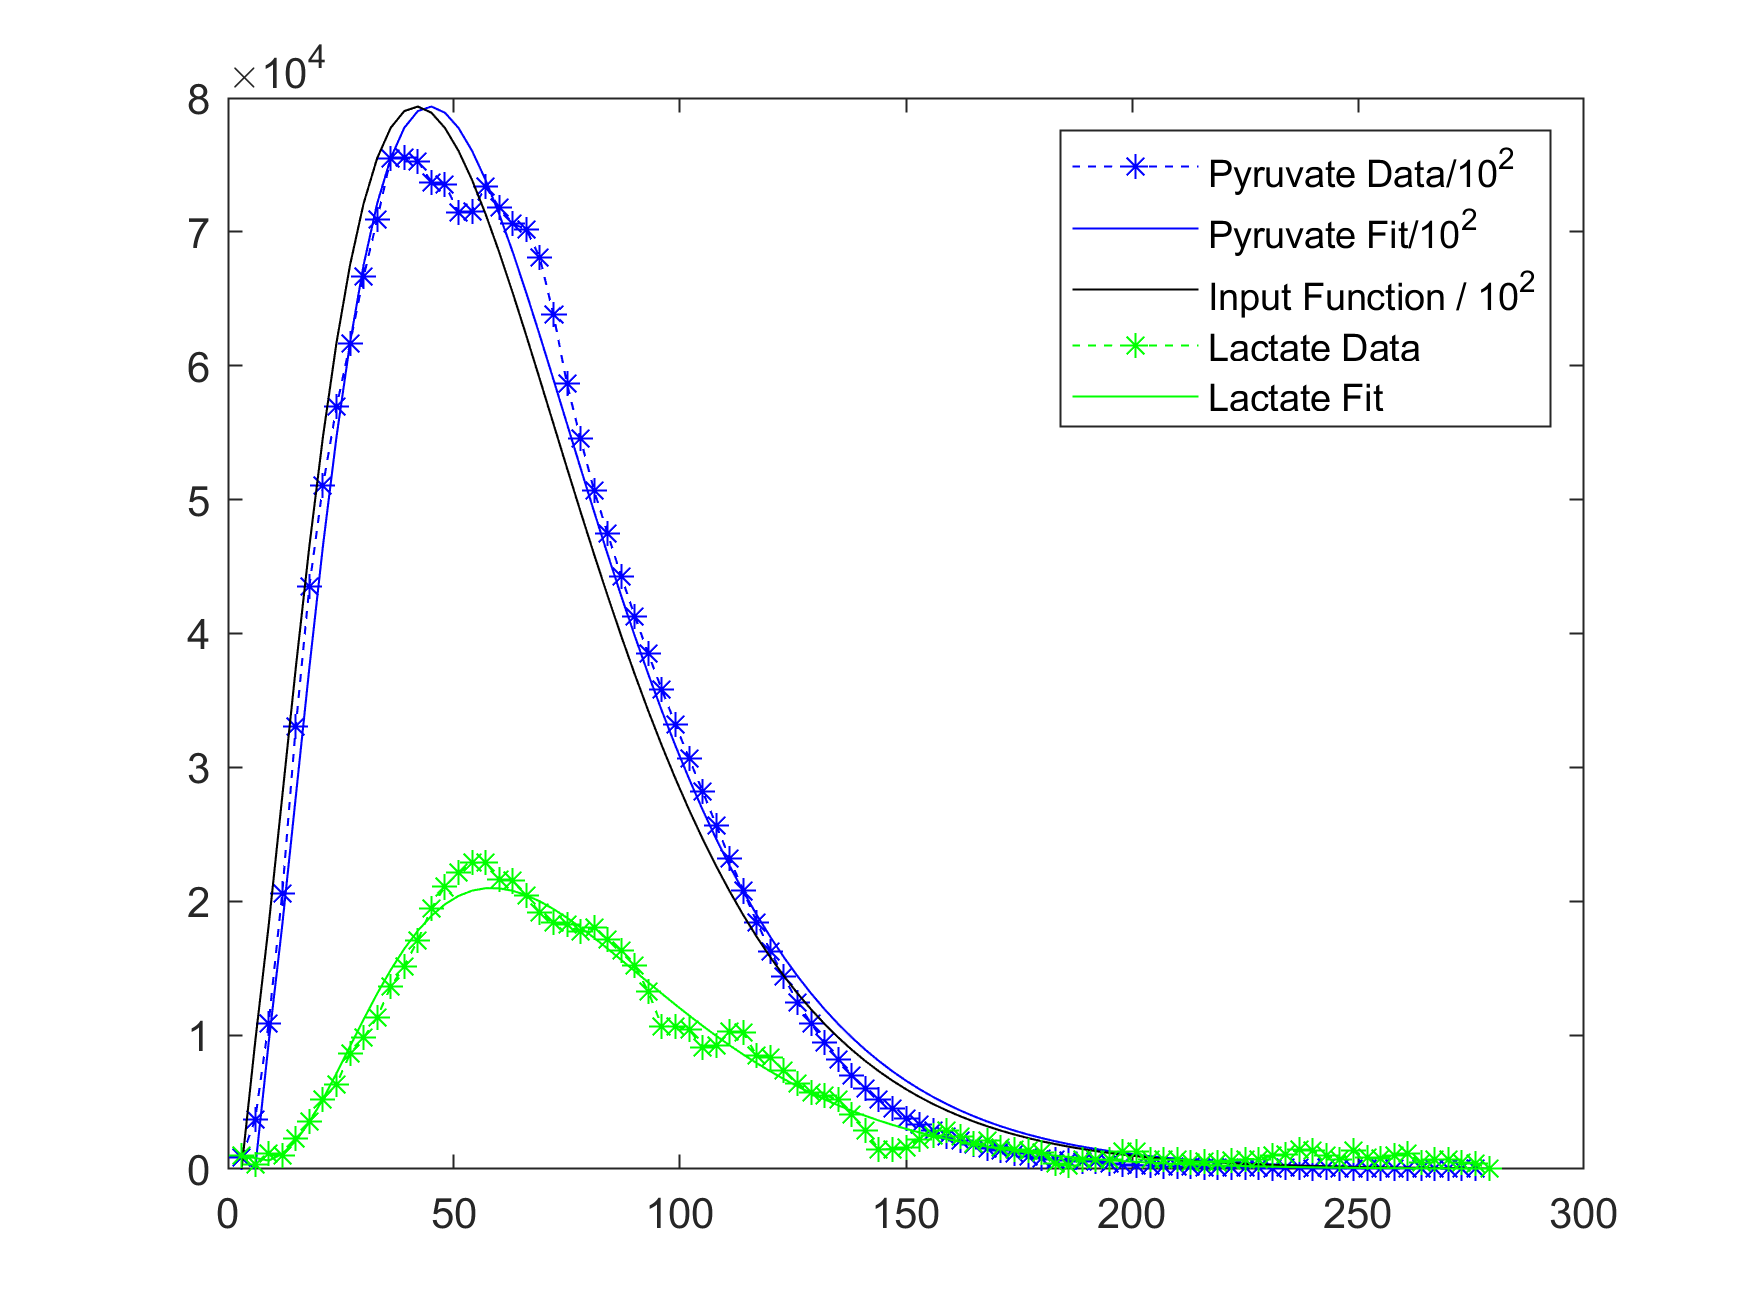 ×10^4
8
7
6
5
4
3
2
1
0
0 50 100 150 200 250 300
Pyruvate Data/10^2
Pyruvate Fit/10^2
Input Function / 10^2
Lactate Data
Lactate Fit